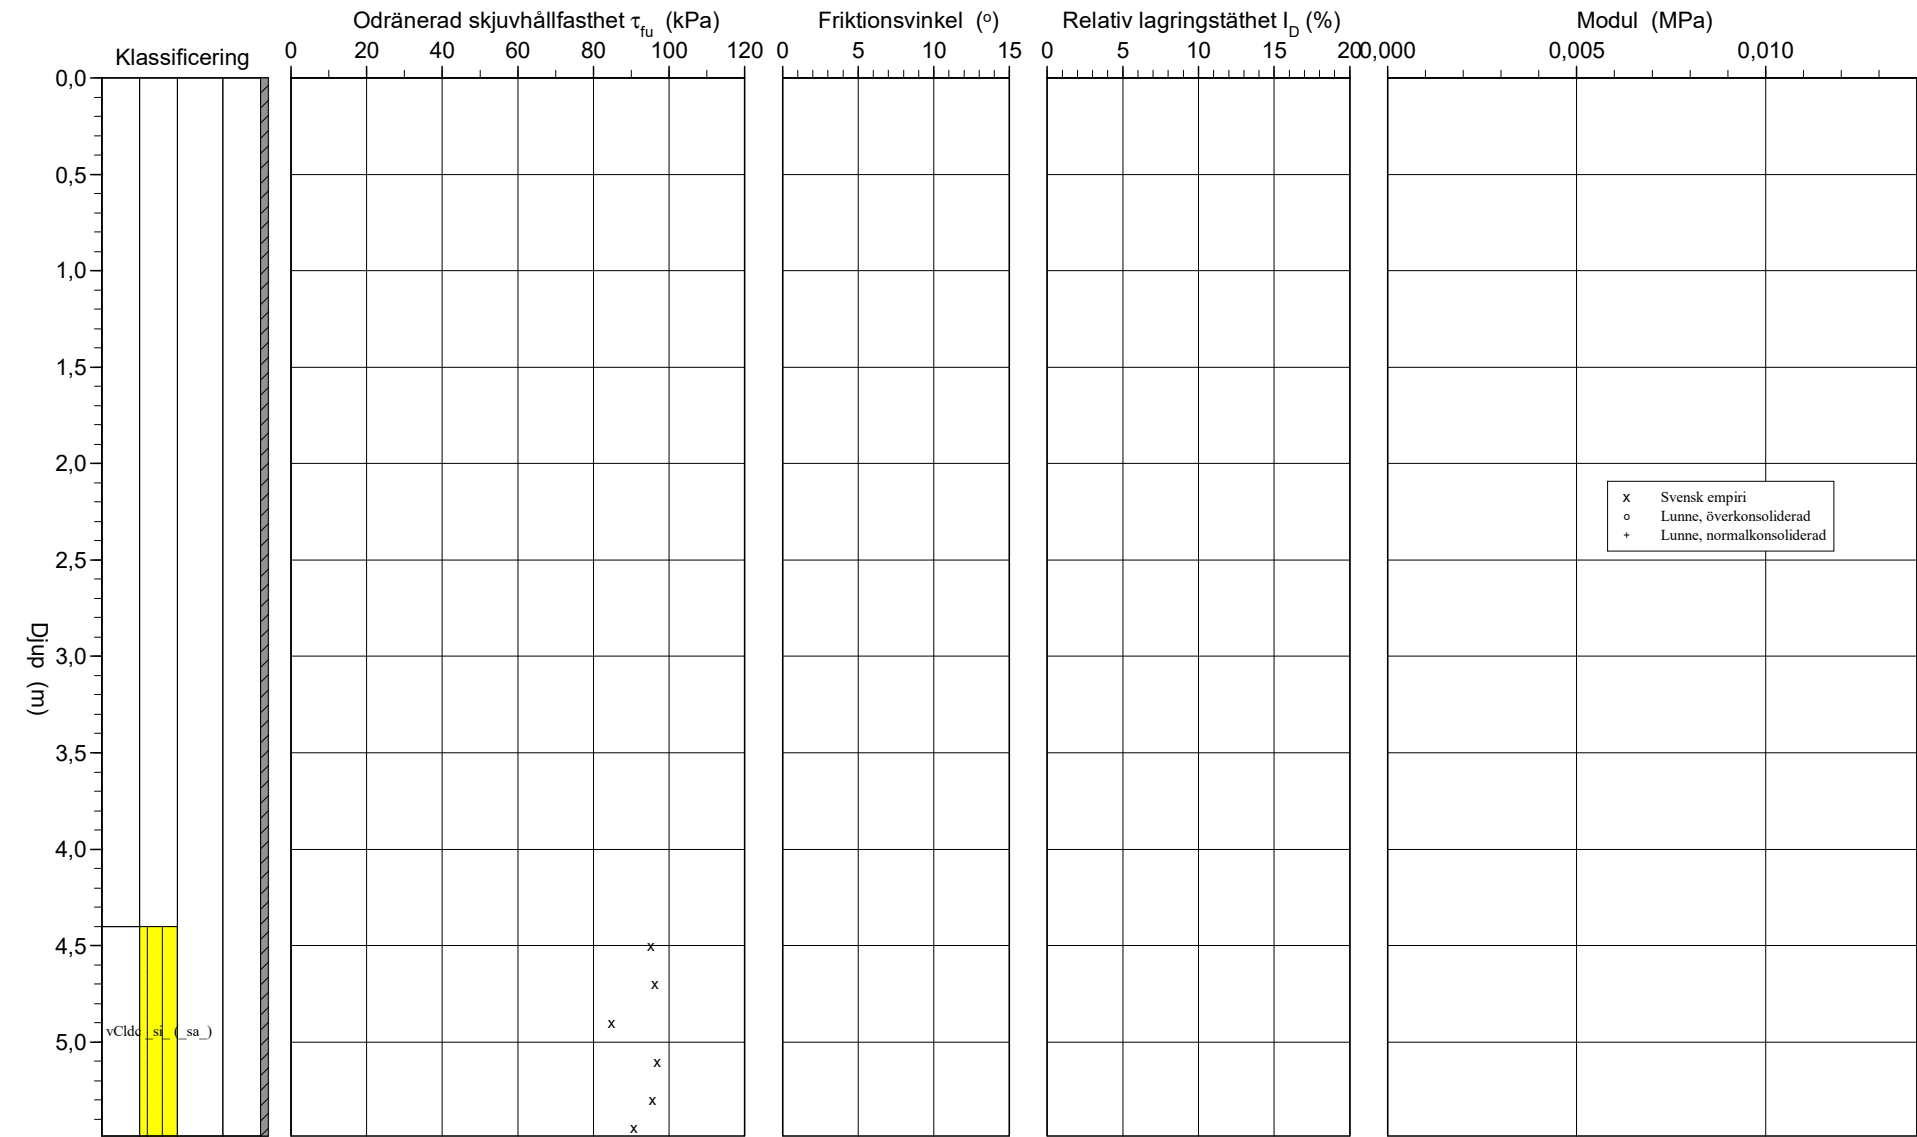 Odränerad skjuvhållfasthet τfu (kPa)
Friktionsvinkel (o)
Relativ lagringstäthet ID (%)
Modul (MPa)
Klassificering
0 20 40 60 80 100 120
0 5 10 15
0 5 10 15 20
0,000 0,005 0,010
0,0
0,5
1,0
1,5
2,0
2,5
3,0
3,5
4,0
4,5
5,0
Djup (m)
x Svensk empiri
o Lunne, överkonsoliderad
+ Lunne, normalkonsoliderad
vCldc _si_ (_sa_)